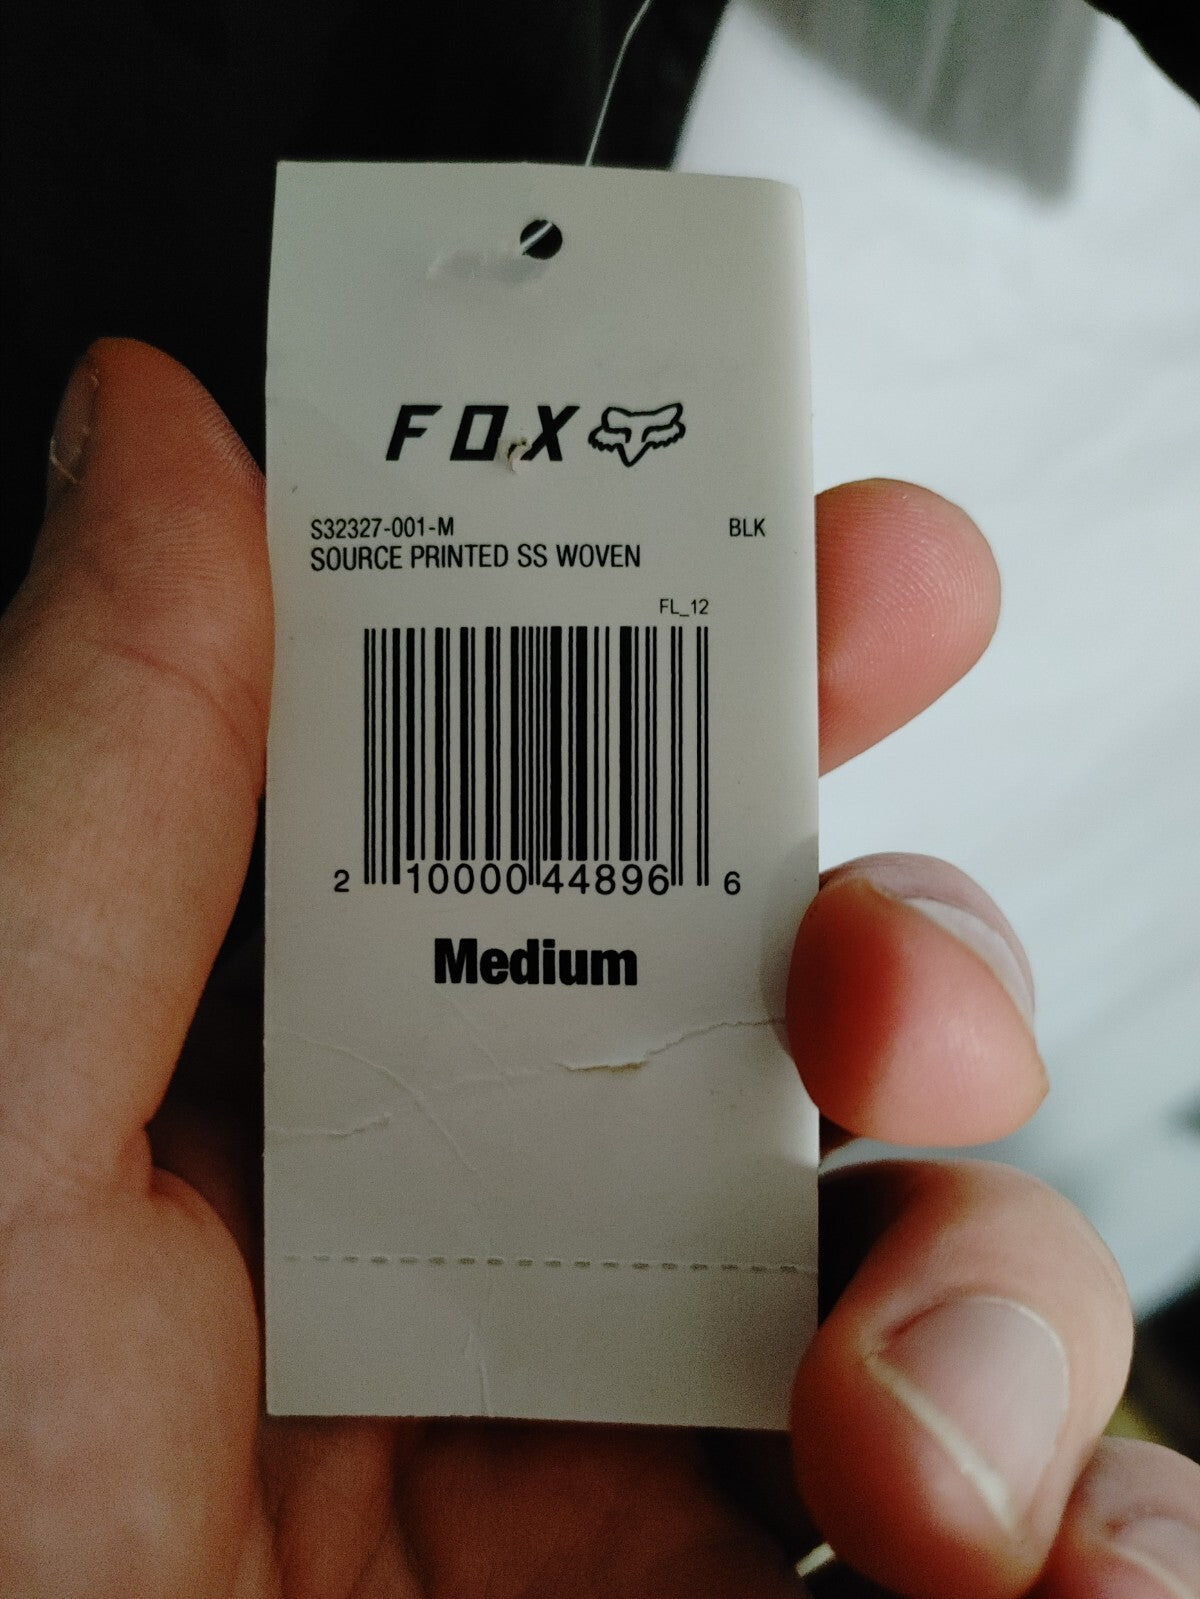 FOX
S32327-001-M BLK
SOURCE PRINTED SS WOVEN
FL_12
2 10000 44896 6
Medium